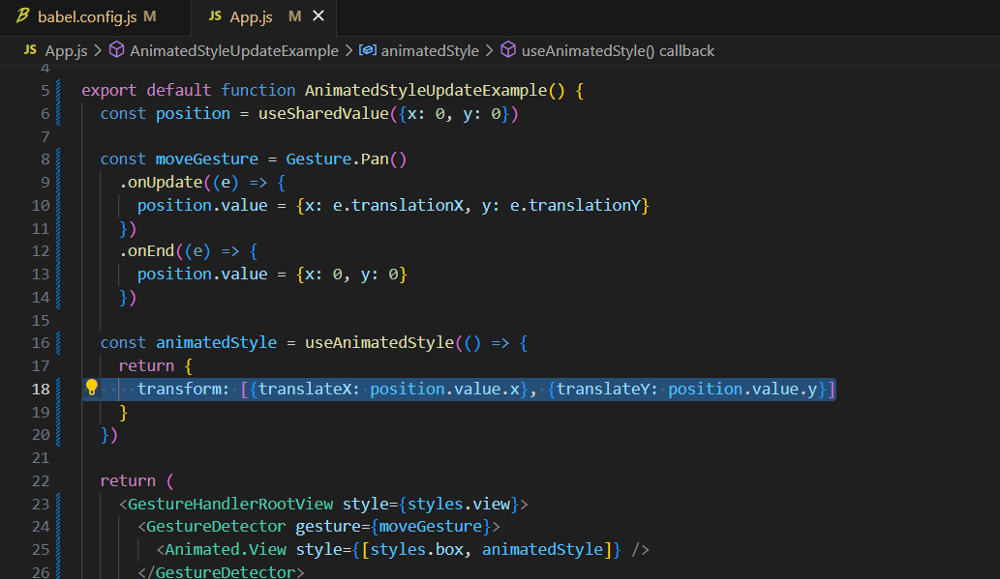 babel.config.js M JS App.js M
JS App.js > AnimatedStyleUpdateExample > animatedStyle > useAnimatedStyle() callback
4
5 export default function AnimatedStyleUpdateExample() {
6 const position = useSharedValue({x: 0, y: 0})
7
8 const moveGesture = Gesture.Pan()
9 .onUpdate((e) => {
10 position.value = {x: e.translationX, y: e.translationY}
11 })
12 .onEnd((e) => {
13 position.value = {x: 0, y: 0}
14 })
15
16 const animatedStyle = useAnimatedStyle(() => {
17 return {
18 transform: [{translateX: position.value.x}, {translateY: position.value.y}]
19 }
20 })
21
22 return (
23 <GestureHandlerRootView style={styles.view}>
24 <GestureDetector gesture={moveGesture}>
25 <Animated.View style={[styles.box, animatedStyle]} />
26 </GestureDetector>